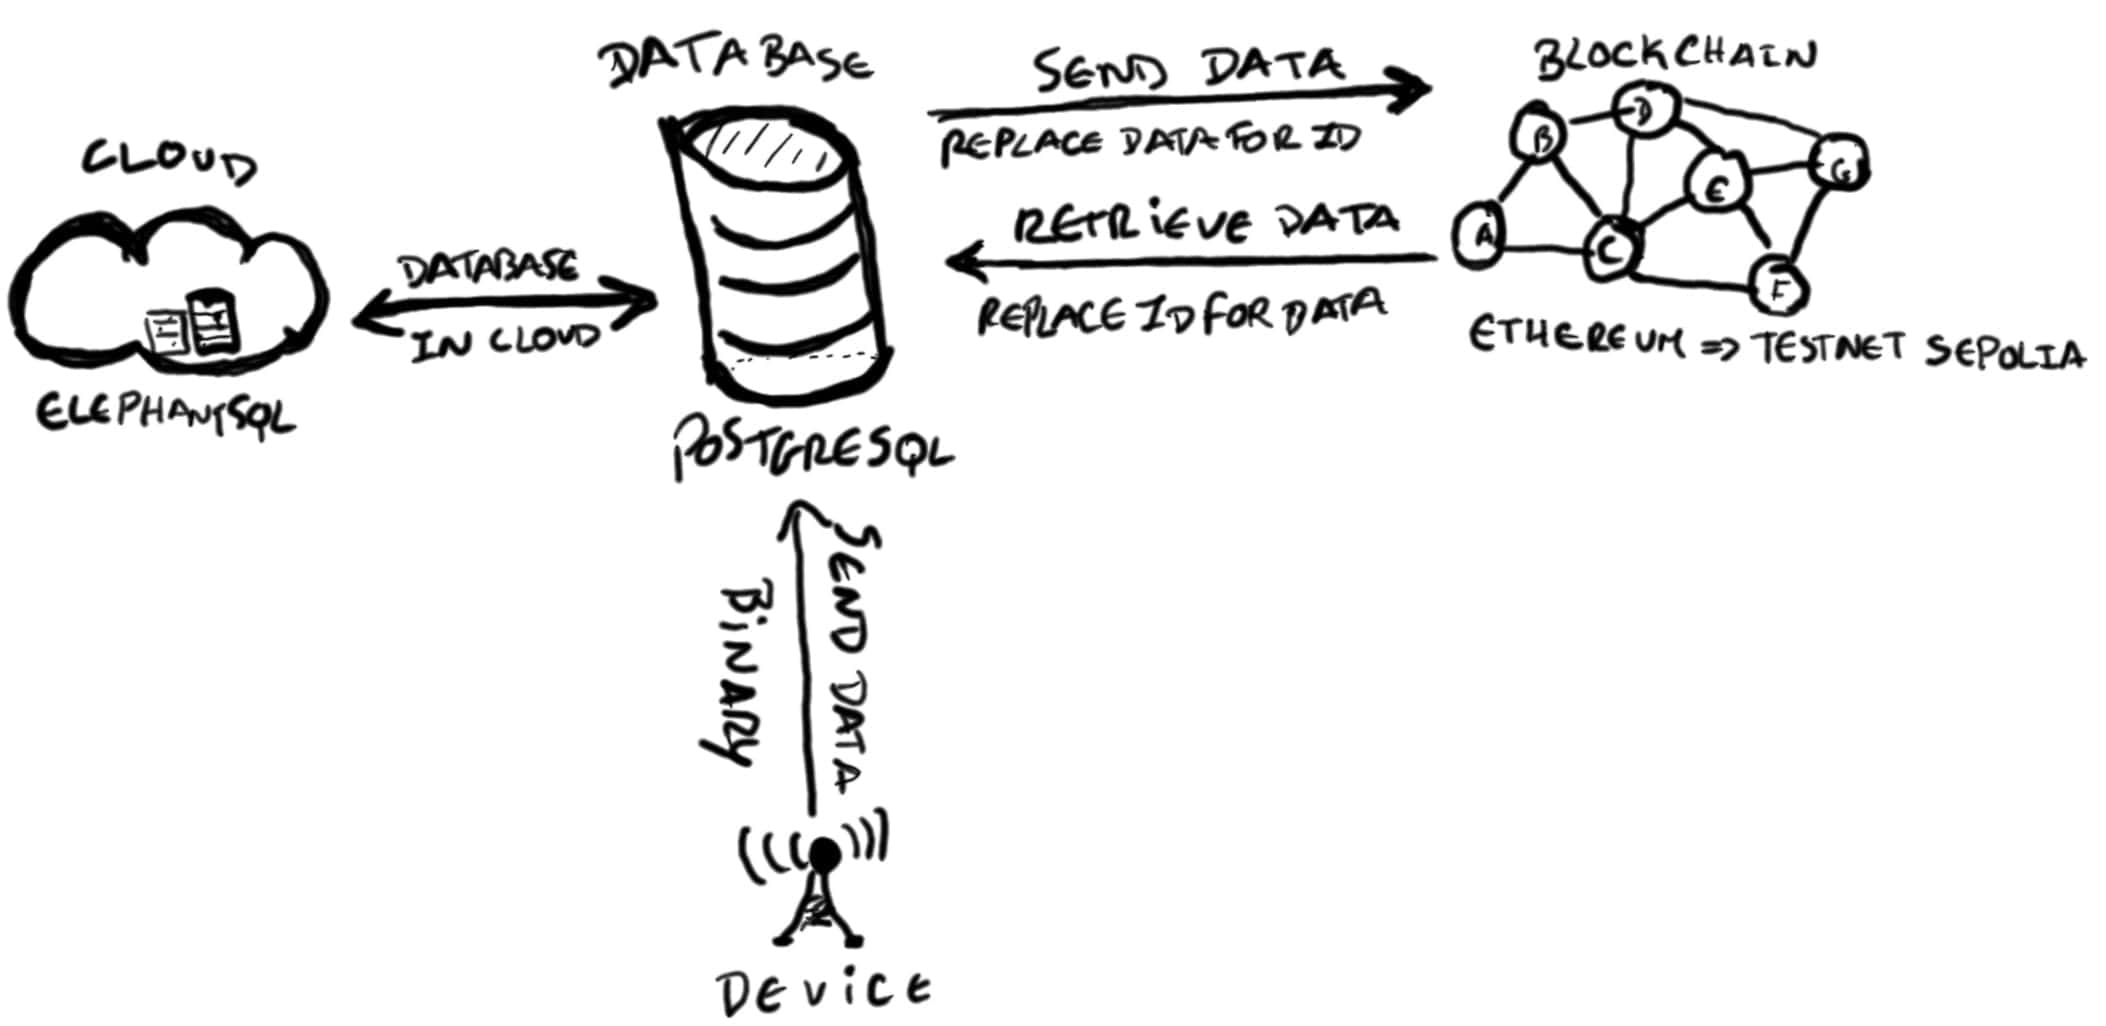 CLOUD
ELEPHANTSQL
DATABASE
IN CLOUD
DATABASE
POSTGRESQL
SEND DATA
REPLACE DATA FOR ID
RETRiEVE DATA
REPLACE ID FOR DATA
BLOCKCHAIN
B
D
G
E
A
C
F
ETHEREUM => TESTNET SEPOLIA
BiNARY
SEND DATA
DEViCE